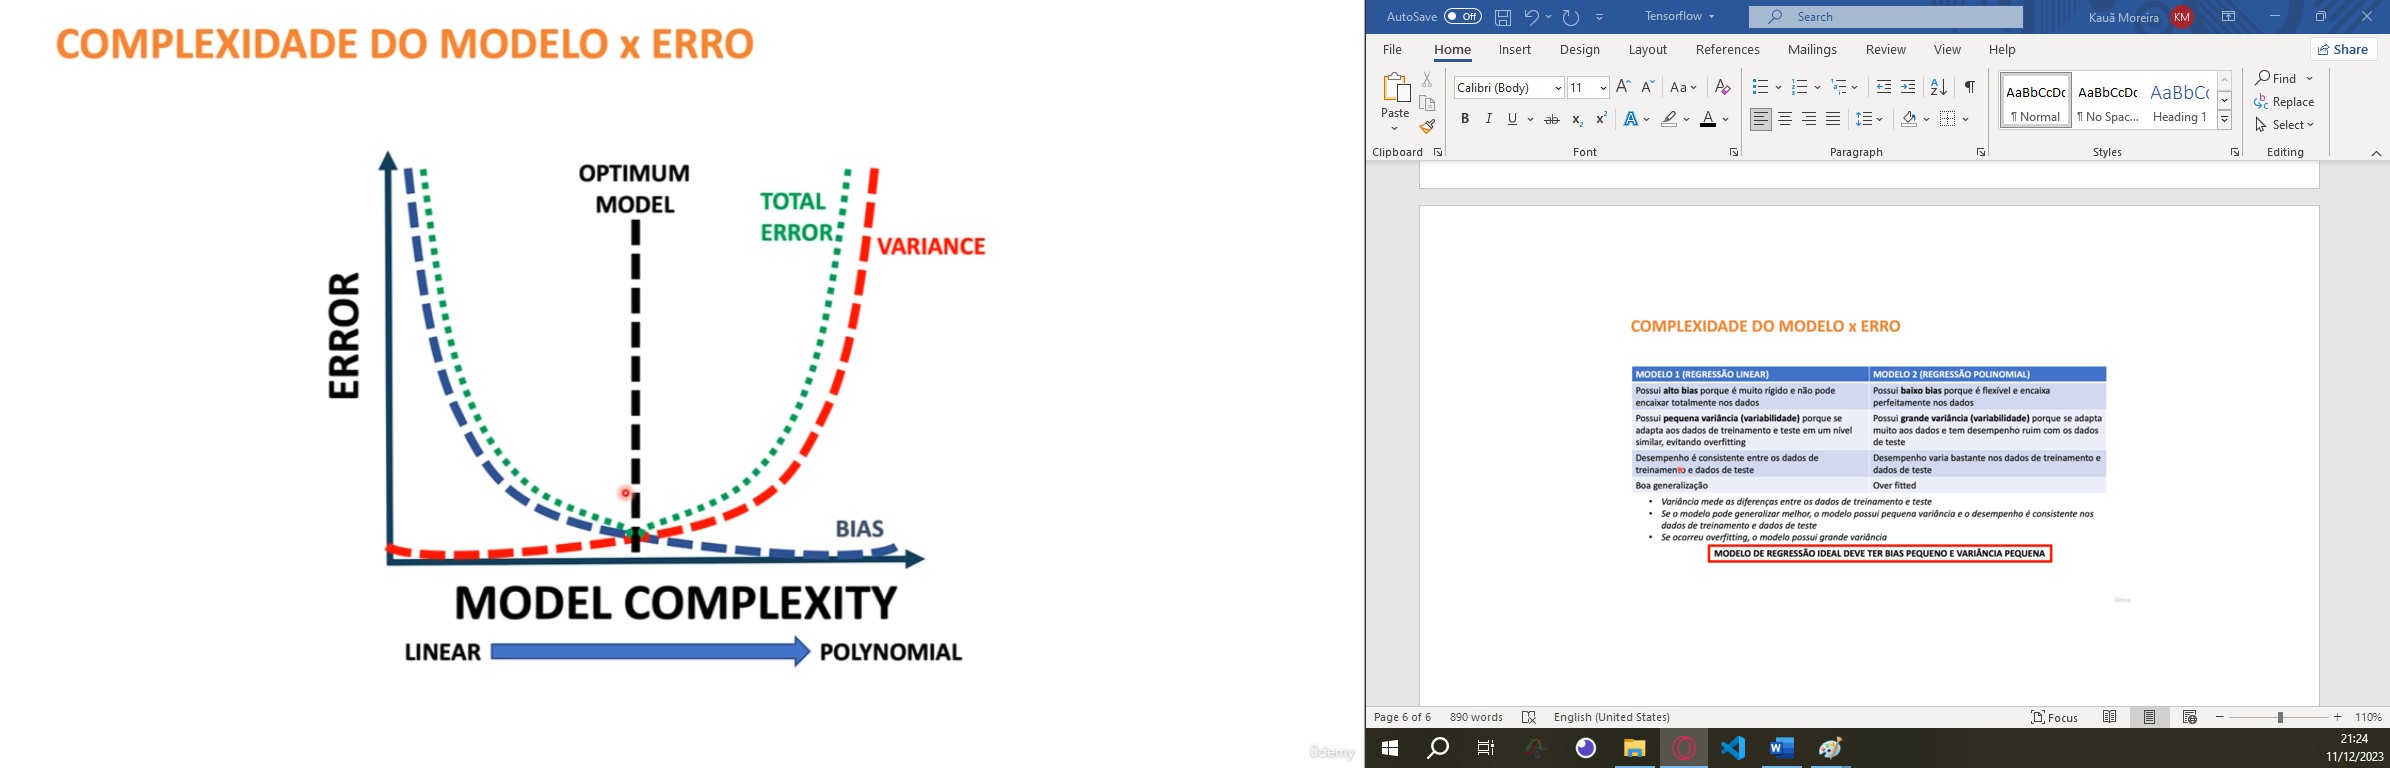 COMPLEXIDADE DO MODELO x ERRO
OPTIMUM
MODEL
TOTAL
ERROR
VARIANCE
ERROR
BIAS
MODEL COMPLEXITY
LINEAR
POLYNOMIAL
ûdemy
AutoSave Off
Tensorflow
Search
Kauã Moreira KM
File Home Insert Design Layout References Mailings Review View Help Share
Paste
Calibri (Body) 11 Aa
B I U ab x₂ x²
AaBbCcDc AaBbCcDc AaBbCc
¶ Normal ¶ No Spac... Heading 1
Find
Replace
Select
Clipboard Font Paragraph Styles Editing
COMPLEXIDADE DO MODELO x ERRO
MODELO 1 (REGRESSÃO LINEAR) MODELO 2 (REGRESSÃO POLINOMIAL)
Possui alto bias porque é muito rígido e não pode
encaixar totalmente nos dados
Possui baixo bias porque é flexível e encaixa
perfeitamente nos dados
Possui pequena variância (variabilidade) porque se
adapta aos dados de treinamento e teste em um nível
similar, evitando overfitting
Possui grande variância (variabilidade) porque se adapta
muito aos dados e tem desempenho ruim com os dados
de teste
Desempenho é consistente entre os dados de
treinamento e dados de teste
Desempenho varia bastante nos dados de treinamento e
dados de teste
Boa generalização
Over fitted
• Variância mede as diferenças entre os dados de treinamento e teste
• Se o modelo pode generalizar melhor, o modelo possui pequena variância e o desempenho é consistente nos
dados de treinamento e dados de teste
• Se ocorreu overfitting, o modelo possui grande variância
MODELO DE REGRESSÃO IDEAL DEVE TER BIAS PEQUENO E VARIÂNCIA PEQUENA
Page 6 of 6 890 words English (United States) Focus 110%
21:24
11/12/2023